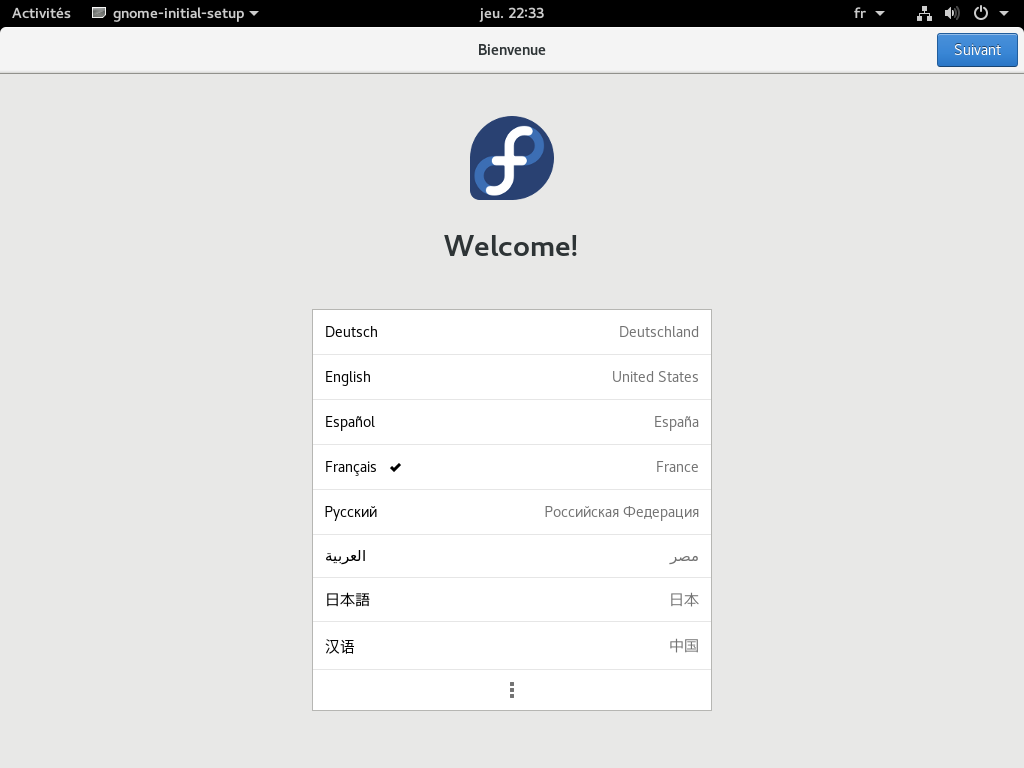 Activités gnome-initial-setup jeu. 22:33 fr
Bienvenue Suivant
Welcome!
Deutsch Deutschland
English United States
Español España
Français France
Русский Российская Федерация
العربية مصر
日本語 日本
汉语 中国